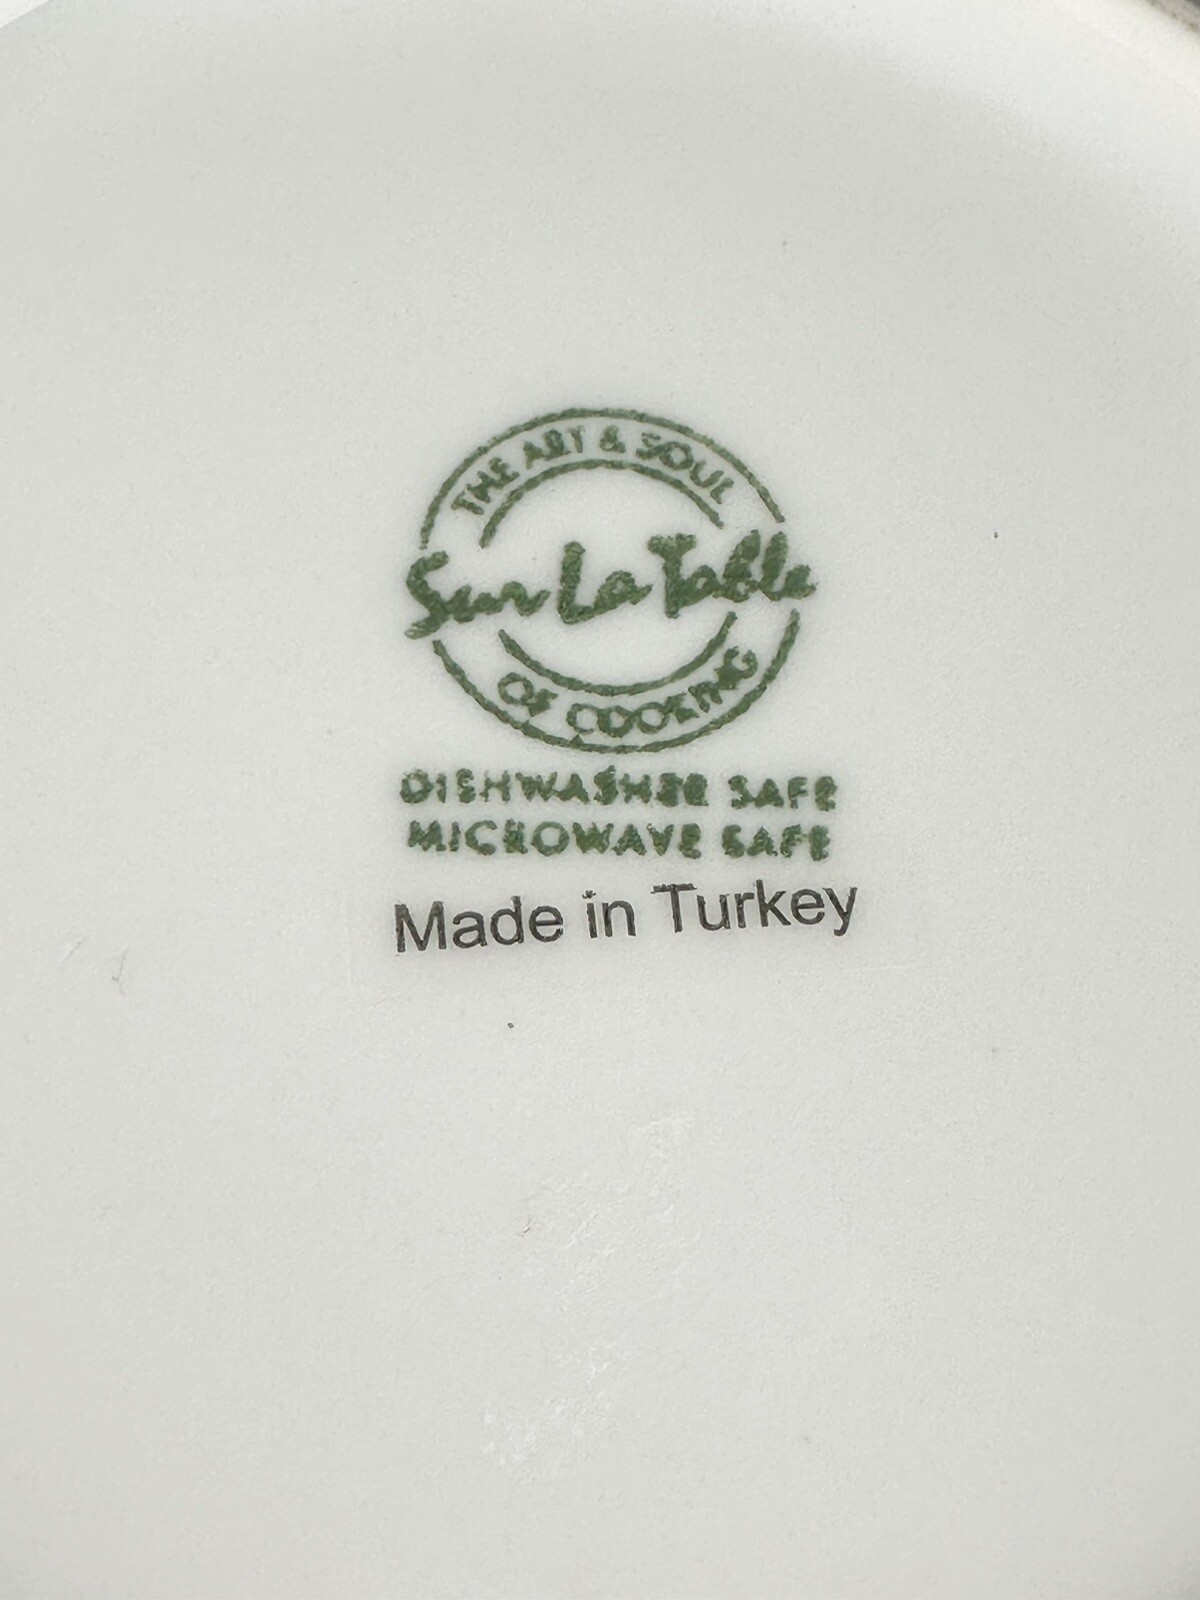 THE ART & SOUL
Sur La Table
OF COOKING
DISHWASHER SAFE
MICROWAVE SAFE
Made in Turkey